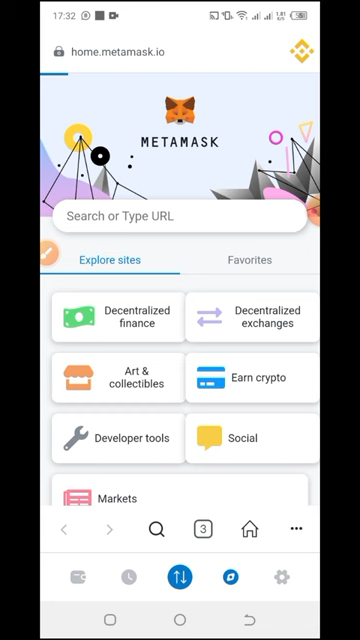 17:32
home.metamask.io
METAMASK
Search or Type URL
Explore sites
Favorites
Decentralized
finance
Decentralized
exchanges
Art &
collectibles
Earn crypto
Developer tools
Social
Markets
3